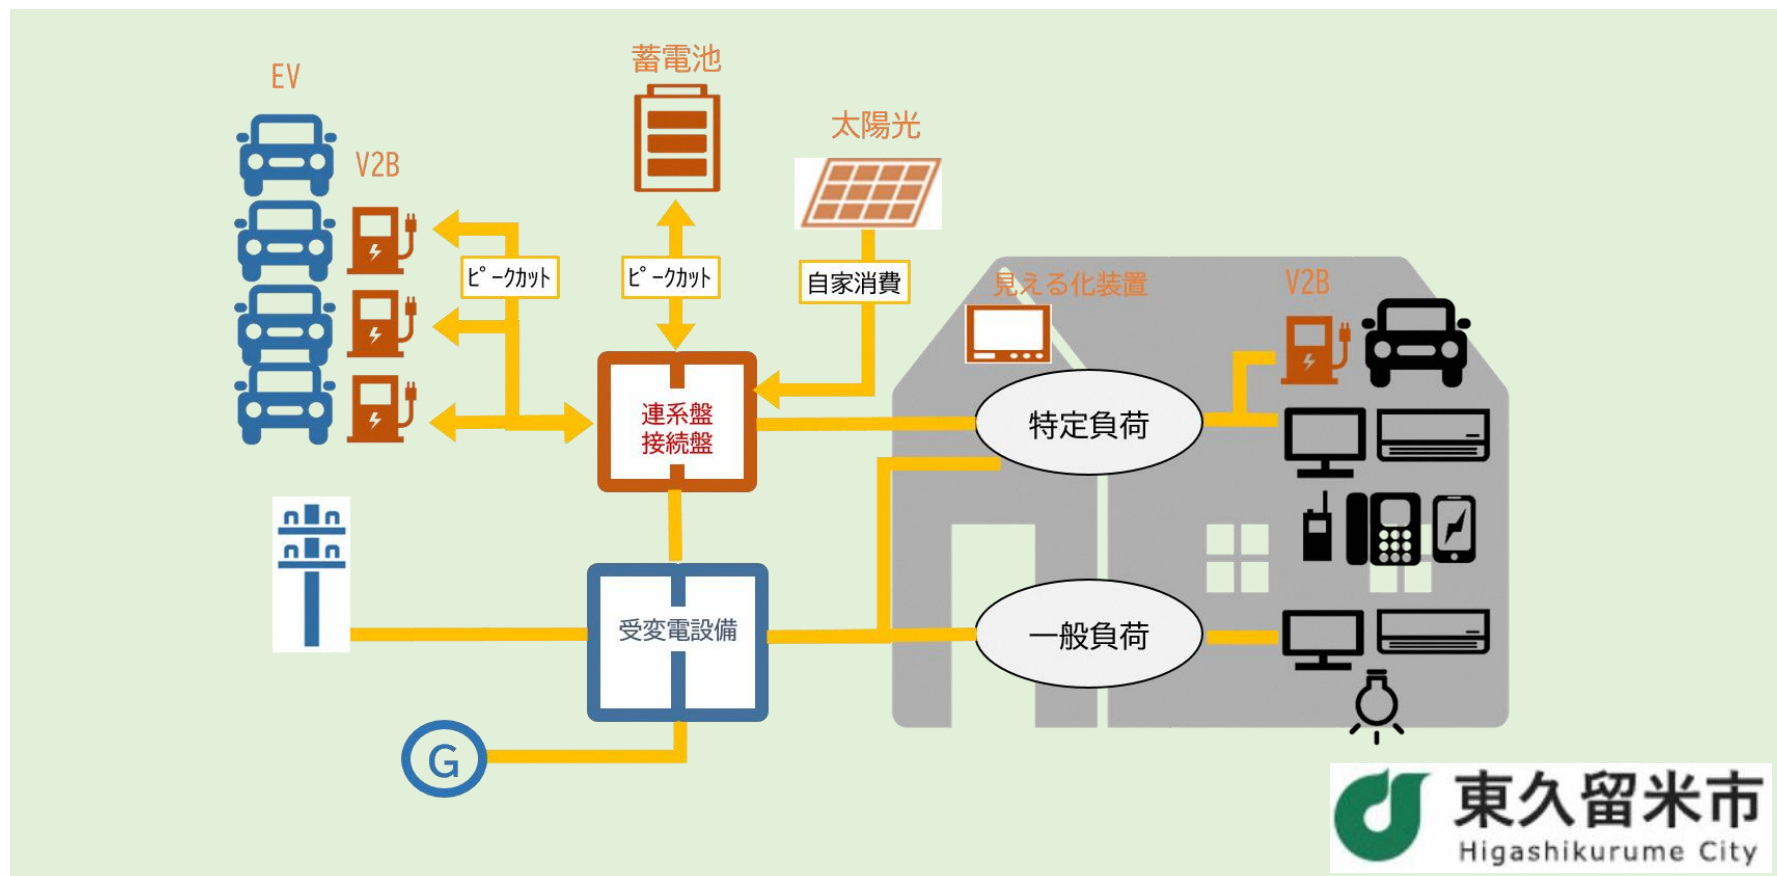 EV
V2B
蓄電池
太陽光
ﾋﾟｰｸｶｯﾄ
ﾋﾟｰｸｶｯﾄ
自家消費
見える化装置
V2B
連系盤
接続盤
特定負荷
受変電設備
一般負荷
G
東久留米市
Higashikurume City